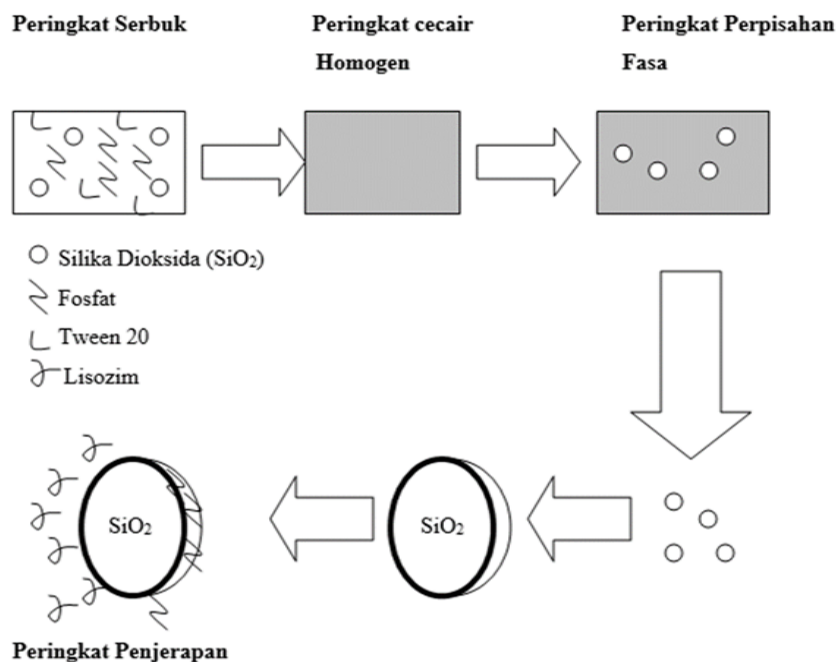 Peringkat Serbuk
Peringkat cecair
Homogen
Peringkat Perpisahan
Fasa
Silika Dioksida (SiO₂)
Fosfat
Tween 20
Lisozim
SiO₂
SiO₂
Peringkat Penjerapan